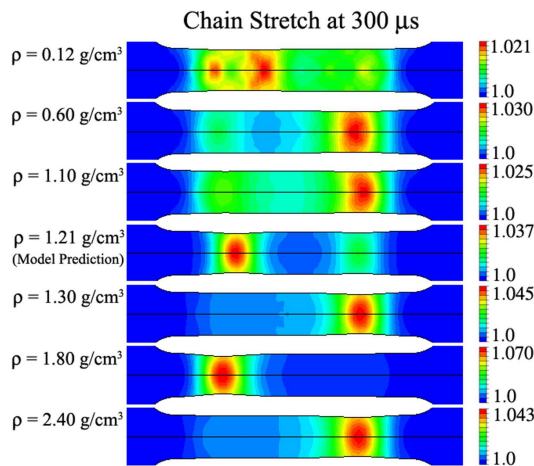 Chain Stretch at 300 μs
ρ = 0.12 g/cm³
1.021
1.0
ρ = 0.60 g/cm³
1.030
1.0
ρ = 1.10 g/cm³
1.025
1.0
ρ = 1.21 g/cm³
(Model Prediction)
1.037
1.0
ρ = 1.30 g/cm³
1.045
1.0
ρ = 1.80 g/cm³
1.070
1.0
ρ = 2.40 g/cm³
1.043
1.0